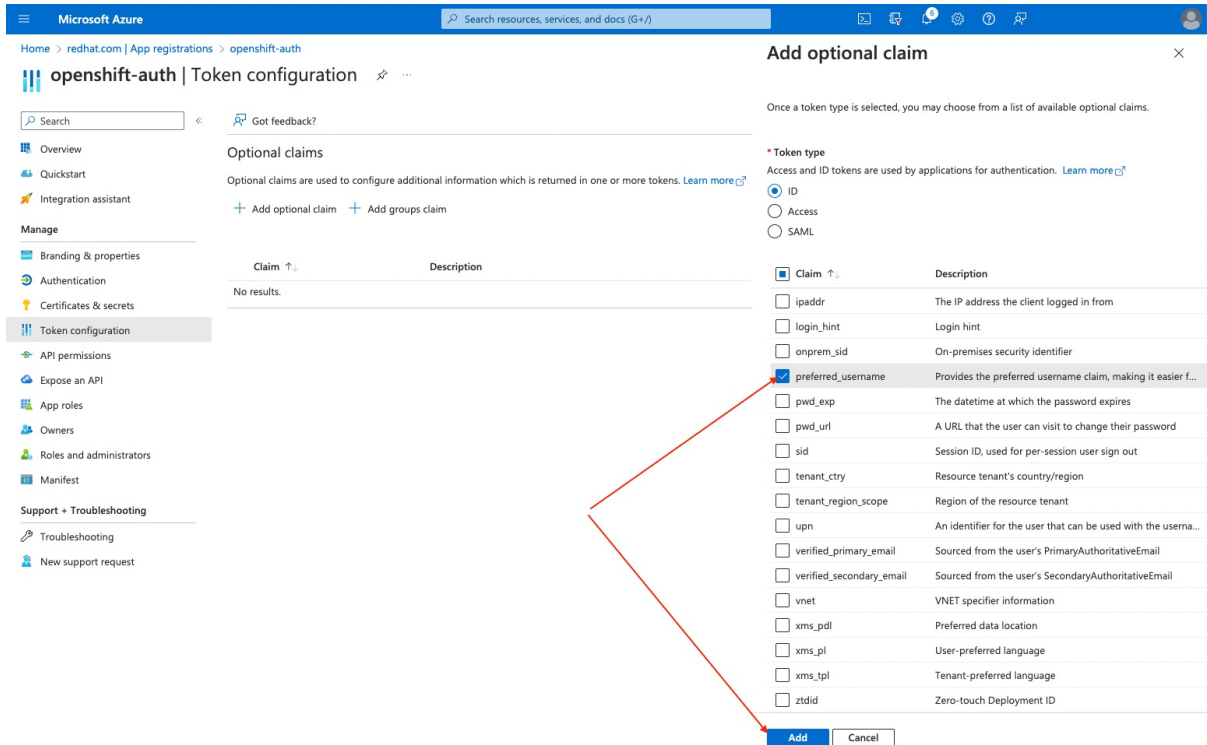 Microsoft Azure
Search resources, services, and docs (G+/)
6
Home > redhat.com | App registrations > openshift-auth
openshift-auth | Token configuration
Search
Overview
Quickstart
Integration assistant
Manage
Branding & properties
Authentication
Certificates & secrets
Token configuration
API permissions
Expose an API
App roles
Owners
Roles and administrators
Manifest
Support + Troubleshooting
Troubleshooting
New support request
Got feedback?
Optional claims
Optional claims are used to configure additional information which is returned in one or more tokens. Learn more
Add optional claim Add groups claim
Claim Description
No results.
Add optional claim
Once a token type is selected, you may choose from a list of available optional claims.
* Token type
Access and ID tokens are used by applications for authentication. Learn more
ID
Access
SAML
Claim Description
ipaddr The IP address the client logged in from
login_hint Login hint
onprem_sid On-premises security identifier
preferred_username Provides the preferred username claim, making it easier f...
pwd_exp The datetime at which the password expires
pwd_url A URL that the user can visit to change their password
sid Session ID, used for per-session user sign out
tenant_ctry Resource tenant's country/region
tenant_region_scope Region of the resource tenant
upn An identifier for the user that can be used with the userna...
verified_primary_email Sourced from the user's PrimaryAuthoritativeEmail
verified_secondary_email Sourced from the user's SecondaryAuthoritativeEmail
vnet VNET specifier information
xms_pdl Preferred data location
xms_pl User-preferred language
xms_tpl Tenant-preferred language
ztdid Zero-touch Deployment ID
Add Cancel